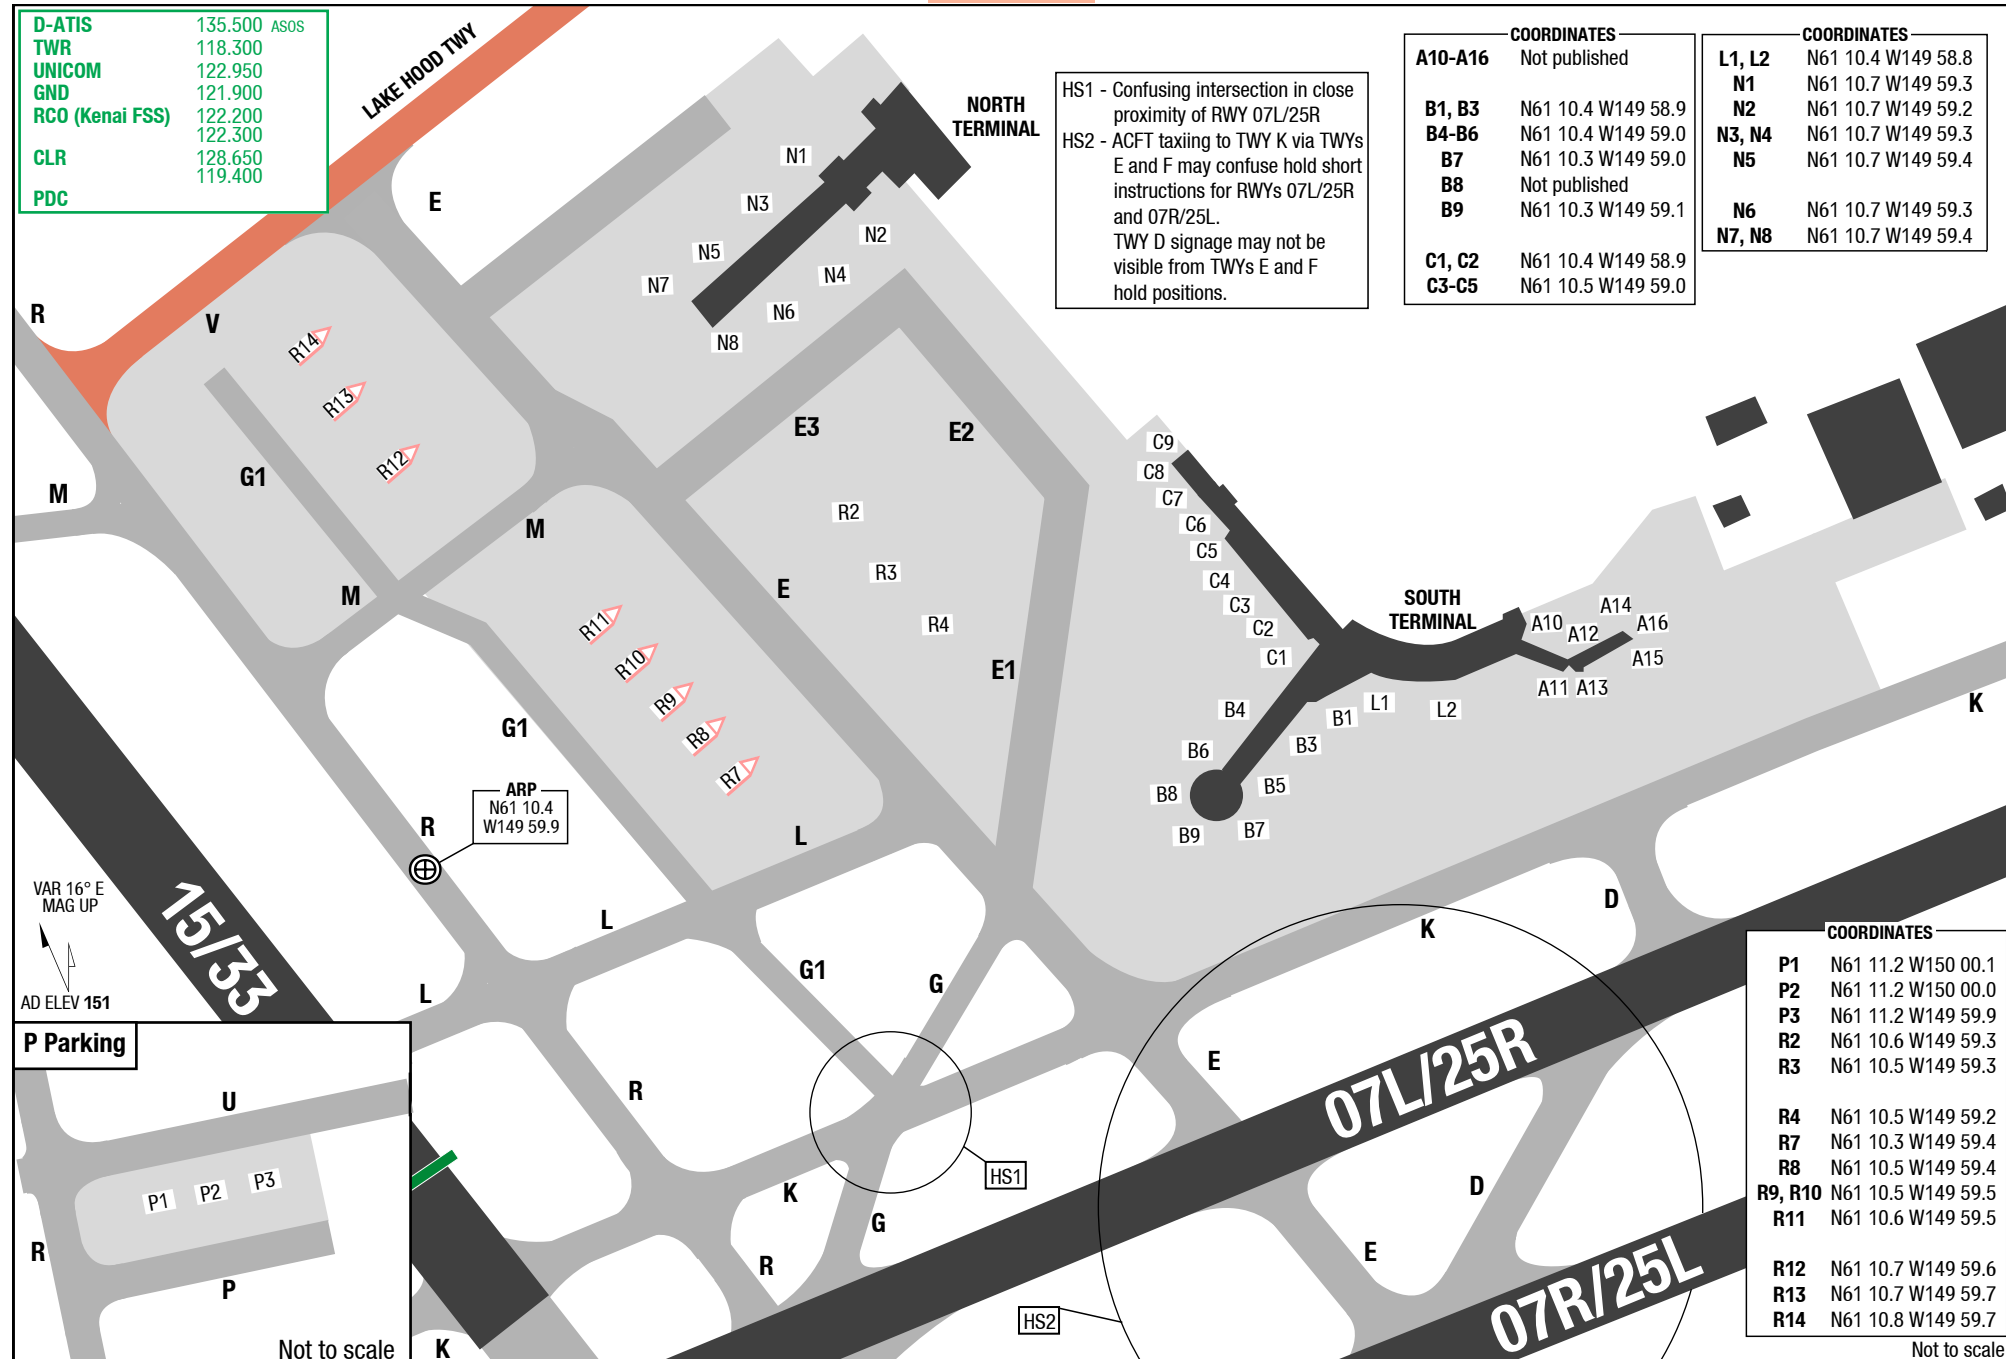 D-ATIS 135.500 ASOS
TWR 118.300
UNICOM 122.950
GND 121.900
RCO (Kenai FSS) 122.200
122.300
CLR 128.650
119.400
PDC
LAKE HOOD TWY
NORTH
TERMINAL
HS1 - Confusing intersection in close
proximity of RWY 07L/25R
HS2 - ACFT taxiing to TWY K via TWYs
E and F may confuse hold short
instructions for RWYs 07L/25R
and 07R/25L.
TWY D signage may not be
visible from TWYs E and F
hold positions.
COORDINATES
A10-A16 Not published
B1, B3 N61 10.4 W149 58.9
B4-B6 N61 10.4 W149 59.0
B7 N61 10.3 W149 59.0
B8 Not published
B9 N61 10.3 W149 59.1
C1, C2 N61 10.4 W149 58.9
C3-C5 N61 10.5 W149 59.0
COORDINATES
L1, L2 N61 10.4 W149 58.8
N1 N61 10.7 W149 59.3
N2 N61 10.7 W149 59.2
N3, N4 N61 10.7 W149 59.3
N5 N61 10.7 W149 59.4
N6 N61 10.7 W149 59.3
N7, N8 N61 10.7 W149 59.4
E
N1
N3
N2
N5
N4
N7
N6
N8
R
V
R14
R13
R12
G1
M
M
M
E3
E2
R2
R3
R4
E
E1
C9
C8
C7
C6
C5
C4
C3
C2
C1
SOUTH
TERMINAL
A10
A12
A14
A16
A15
A11
A13
L1
L2
B1
B3
B4
B6
B5
B8
B7
B9
K
R11
R10
R9
R8
R7
G1
ARP
N61 10.4
W149 59.9
R
L
L
L
G1
G
D
K
VAR 16° E
MAG UP
AD ELEV 151
15/33
07L/25R
07R/25L
E
R
HS1
K
G
R
D
E
HS2
K
P Parking
U
P1
P2
P3
R
P
Not to scale
COORDINATES
P1 N61 11.2 W150 00.1
P2 N61 11.2 W150 00.0
P3 N61 11.2 W149 59.9
R2 N61 10.6 W149 59.3
R3 N61 10.5 W149 59.3
R4 N61 10.5 W149 59.2
R7 N61 10.3 W149 59.4
R8 N61 10.5 W149 59.4
R9, R10 N61 10.5 W149 59.5
R11 N61 10.6 W149 59.5
R12 N61 10.7 W149 59.6
R13 N61 10.7 W149 59.7
R14 N61 10.8 W149 59.7
Not to scale